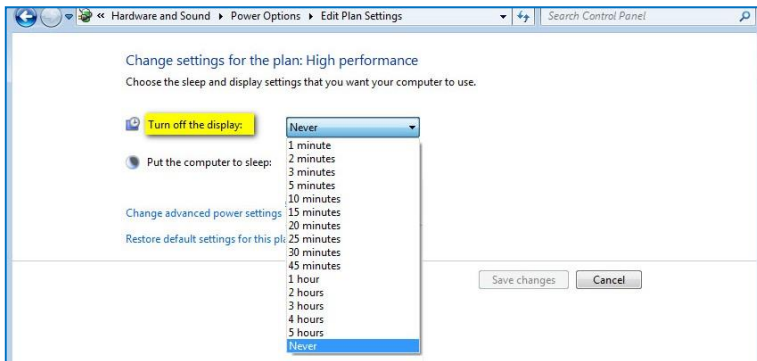 « Hardware and Sound ▸ Power Options ▸ Edit Plan Settings
Search Control Panel
Change settings for the plan: High performance
Choose the sleep and display settings that you want your computer to use.
Turn off the display:
Never
1 minute
2 minutes
Put the computer to sleep:
3 minutes
5 minutes
10 minutes
Change advanced power settings
15 minutes
20 minutes
Restore default settings for this pla
25 minutes
30 minutes
45 minutes
1 hour
2 hours
3 hours
4 hours
5 hours
Never
Save changes
Cancel